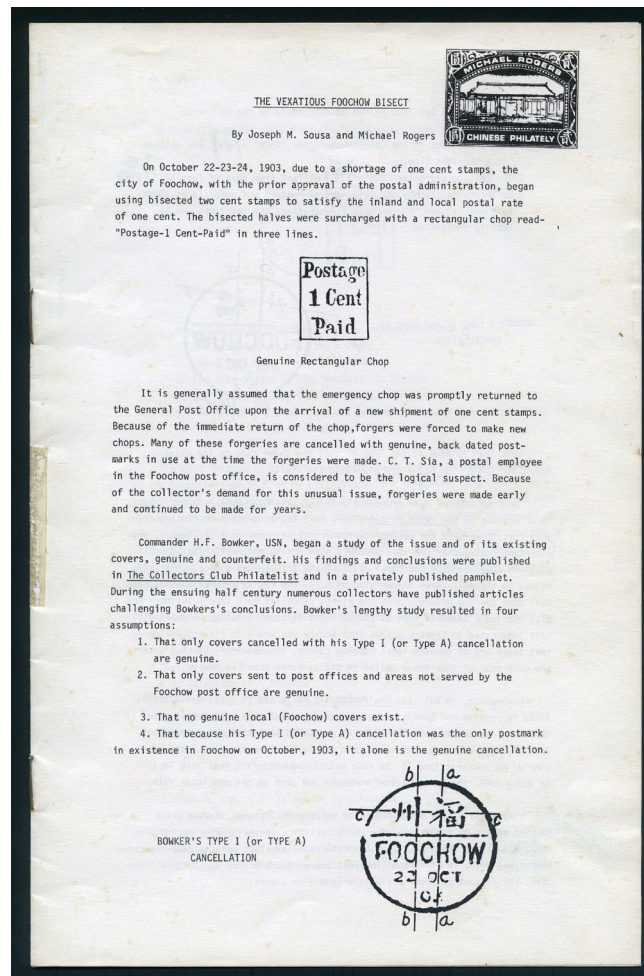 MICHAEL ROGERS
CHINESE PHILATELY
THE VEXATIOUS FOOCHOW BISECT
By Joseph M. Sousa and Michael Rogers
On October 22-23-24, 1903, due to a shortage of one cent stamps, the
city of Foochow, with the prior appraval of the postal administration, began
using bisected two cent stamps to satisfy the inland and local postal rate
of one cent. The bisected halves were surcharged with a rectangular chop read-
"Postage-1 Cent-Paid" in three lines.
Postage
1 Cent
Paid
Genuine Rectangular Chop
It is generally assumed that the emergency chop was promptly returned to
the General Post Office upon the arrival of a new shipment of one cent stamps.
Because of the immediate return of the chop,forgers were forced to make new
chops. Many of these forgeries are cancelled with genuine, back dated post-
marks in use at the time the forgeries were made. C. T. Sia, a postal employee
in the Foochow post office, is considered to be the logical suspect. Because
of the collector's demand for this unusual issue, forgeries were made early
and continued to be made for years.
Commander H.F. Bowker, USN, began a study of the issue and of its existing
covers, genuine and counterfeit. His findings and conclusions were published
in The Collectors Club Philatelist and in a privately published pamphlet.
During the ensuing half century numerous collectors have published articles
challenging Bowkers's conclusions. Bowker's lengthy study resulted in four
assumptions:
1. That only covers cancelled with his Type I (or Type A) cancellation
are genuine.
2. That only covers sent to post offices and areas not served by the
Foochow post office are genuine.
3. That no genuine local (Foochow) covers exist.
4. That because his Type I (or Type A) cancellation was the only postmark
in existence in Foochow on October, 1903, it alone is the genuine cancellation.
b a
c 州福 c
FOOCHOW
22 OCT
b a
BOWKER'S TYPE I (or TYPE A)
CANCELLATION